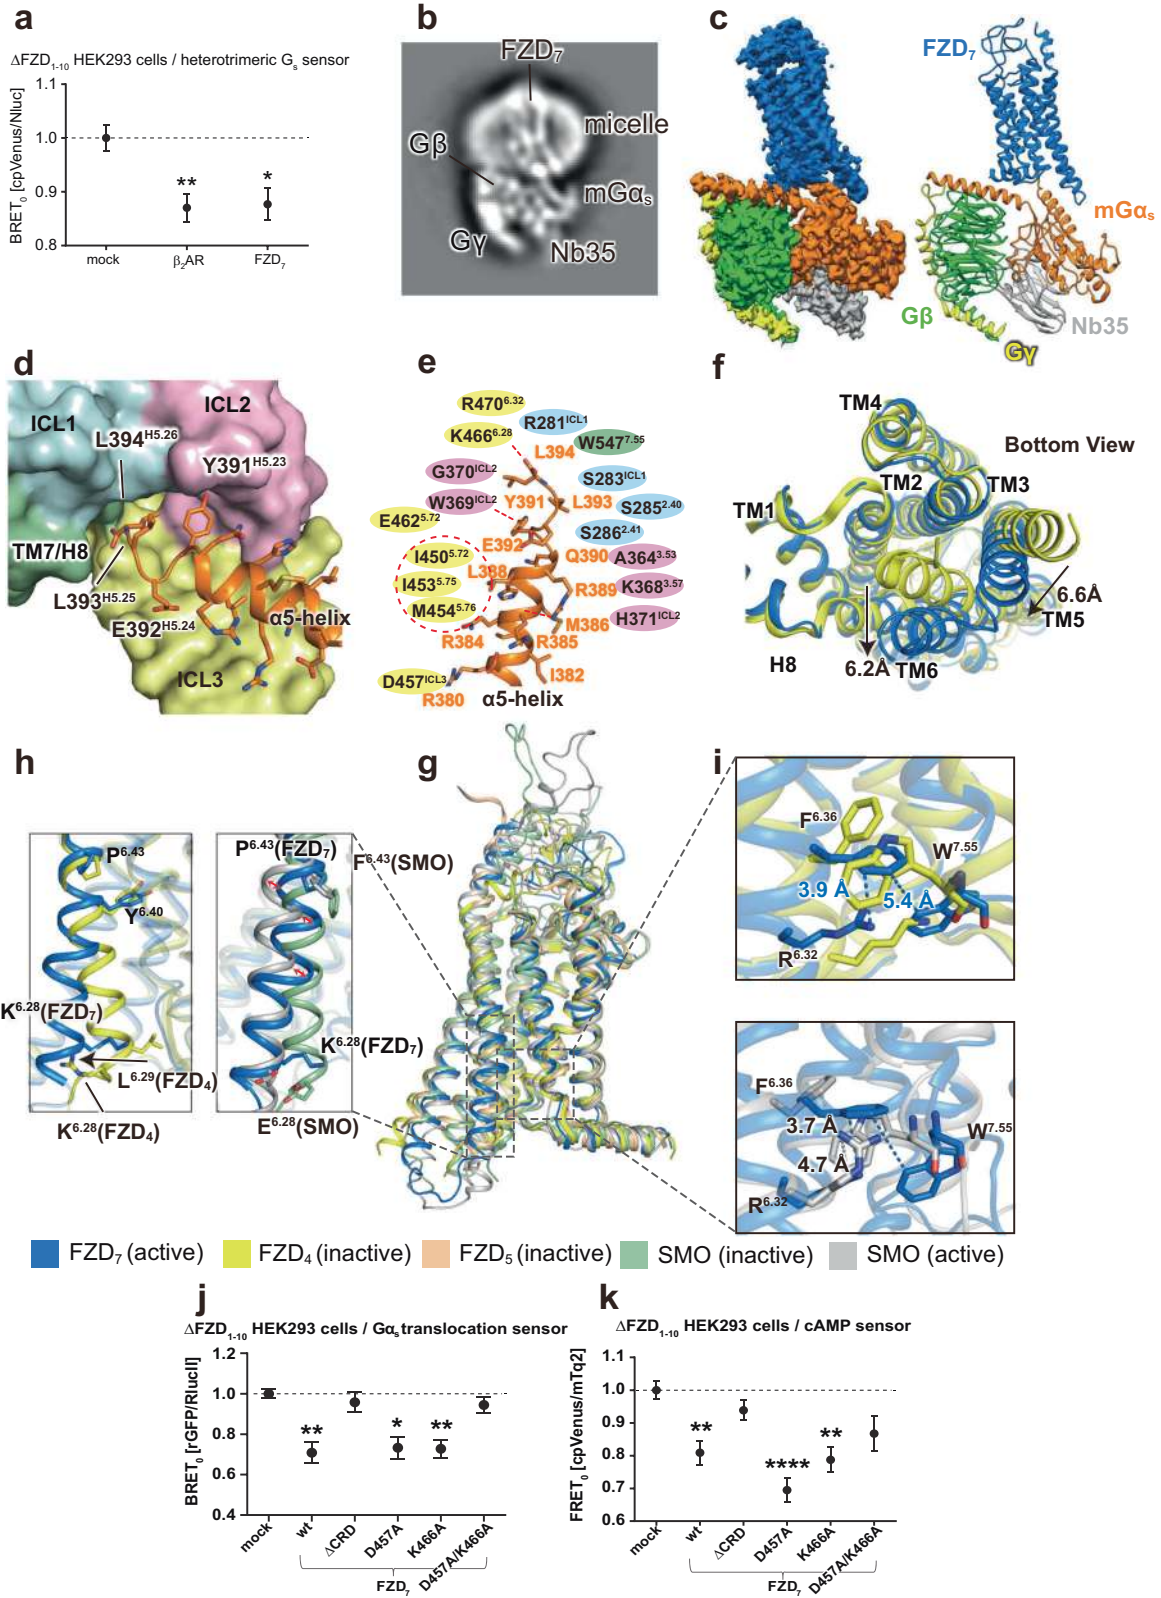 a
ΔFZD1-10 HEK293 cells / heterotrimeric Gs sensor
BRET0 [cpVenus/Nluc]
1.1
1.0
0.9
0.8
**
*
mock
β2AR
FZD7
b
FZD7
micelle
Gβ
mGαs
Gγ
Nb35
c
FZD7
mGαs
Gβ
Nb35
Gγ
d
ICL1
ICL2
L394H5.26
Y391H5.23
TM7/H8
L393H5.25
E392H5.24
α5-helix
ICL3
e
R4706.32
R281ICL1
K4666.28
W5477.55
L394
G370ICL2
S283ICL1
W369ICL2
Y391
L393
S2852.40
E4625.72
S2862.41
E392
I4505.72
Q390
A3643.53
L388
I4535.75
R389
K3683.57
M4545.76
M386
H371ICL2
R384
R385
D457ICL3
I382
R380
α5-helix
f
TM4
Bottom View
TM2
TM3
TM1
6.6Å
TM5
H8
6.2Å
TM6
h
P6.43
Y6.40
K6.28(FZD7)
L6.29(FZD4)
K6.28(FZD4)
P6.43(FZD7)
F6.43(SMO)
K6.28(FZD7)
E6.28(SMO)
g
i
F6.36
W7.55
3.9 Å
5.4 Å
R6.32
F6.36
3.7 Å
W7.55
4.7 Å
R6.32
FZD7 (active)
FZD4 (inactive)
FZD5 (inactive)
SMO (inactive)
SMO (active)
j
ΔFZD1-10 HEK293 cells / Gαs translocation sensor
BRET0 [rGFP/RlucII]
1.2
1.0
0.8
0.6
0.4
**
*
**
mock
wt
ΔCRD
D457A
K466A
D457A/K466A
FZD7
k
ΔFZD1-10 HEK293 cells / cAMP sensor
FRET0 [cpVenus/mTq2]
1.1
1.0
0.9
0.8
0.7
0.6
**
****
**
mock
wt
ΔCRD
D457A
K466A
D457A/K466A
FZD7